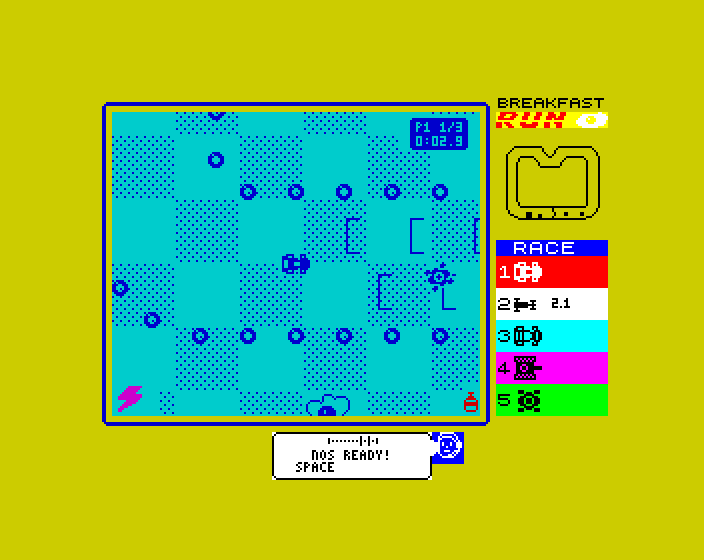 BREAKFAST
RUN
P1 1/3
0:02.9
RACE
1
2 2.1
3
4
5
NOS READY!
SPACE